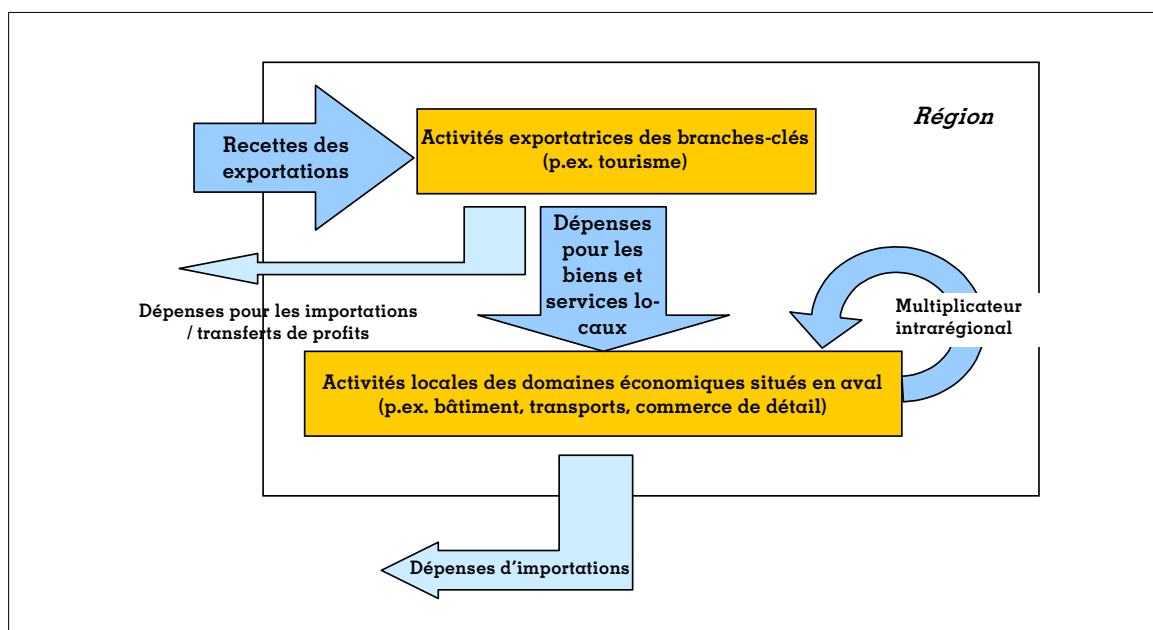 Région
Recettes des
exportations
Activités exportatrices des branches-clés
(p.ex. tourisme)
Dépenses
pour les
biens et
services lo-
caux
Dépenses pour les importations
/ transferts de profits
Multiplicateur
intrarégional
Activités locales des domaines économiques situés en aval
(p.ex. bâtiment, transports, commerce de détail)
Dépenses d’importations